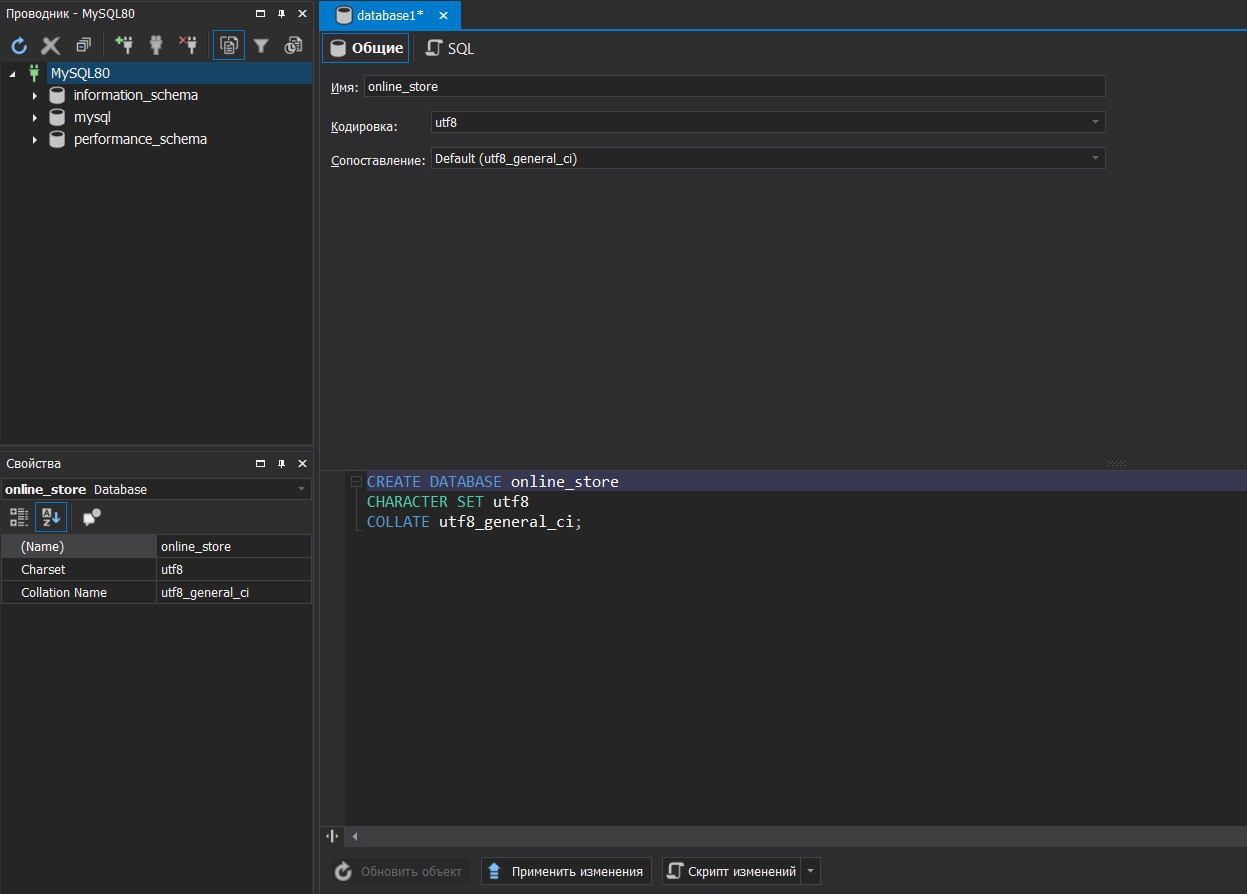 Проводник - MySQL80
MySQL80
information_schema
mysql
performance_schema
Свойства
online_store Database
(Name) online_store
Charset utf8
Collation Name utf8_general_ci
database1*
Общие SQL
Имя: online_store
Кодировка: utf8
Сопоставление: Default (utf8_general_ci)
CREATE DATABASE online_store
CHARACTER SET utf8
COLLATE utf8_general_ci;
Обновить объект Применить изменения Скрипт изменений